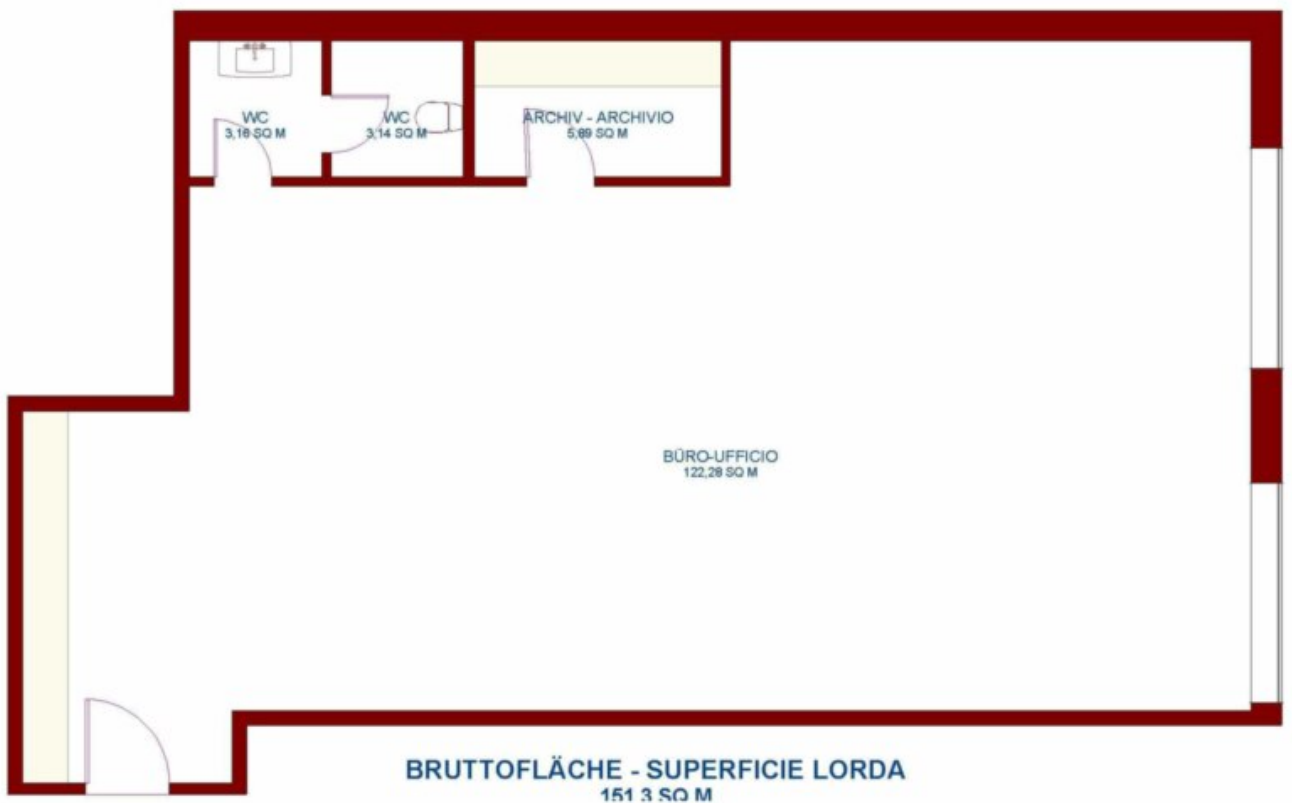 WC
3,16 SQ M
WC
3,14 SQ M
ARCHIV - ARCHIVIO
5,89 SQ M
BÜRO-UFFICIO
122,28 SQ M
BRUTTOFLÄCHE - SUPERFICIE LORDA
151,3 SQ M